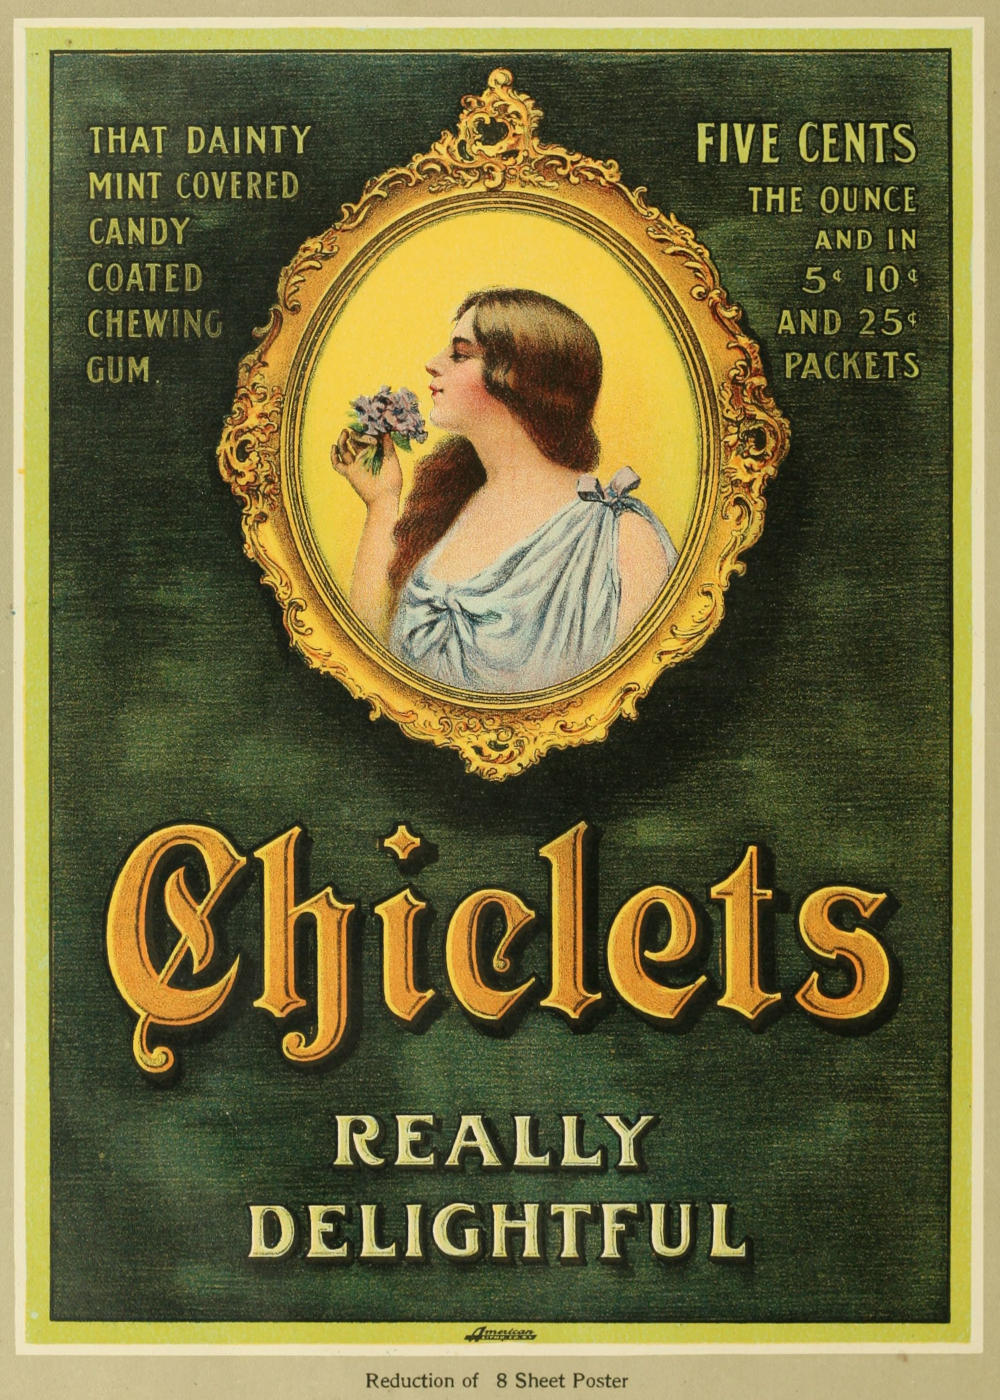 THAT DAINTY
MINT COVERED
CANDY
COATED
CHEWING
GUM.
FIVE CENTS
THE OUNCE
AND IN
5¢ 10¢
AND 25¢
PACKETS
Chiclets
REALLY
DELIGHTFUL
American
Reduction of 8 Sheet Poster